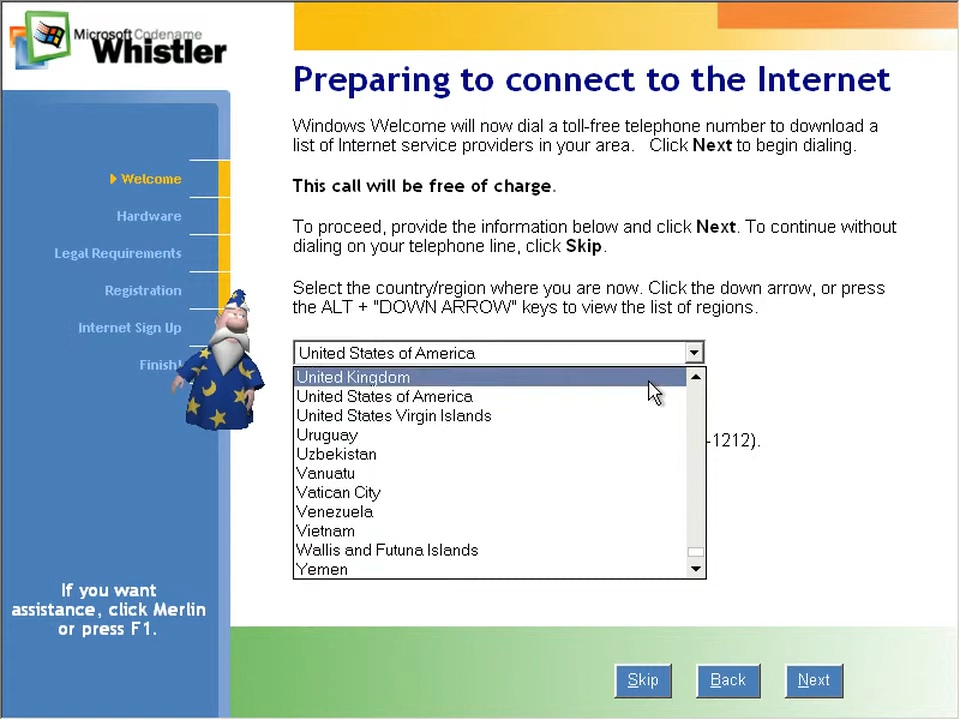 Microsoft Codename
Whistler
Preparing to connect to the Internet
Windows Welcome will now dial a toll-free telephone number to download a
list of Internet service providers in your area. Click Next to begin dialing.
This call will be free of charge.
To proceed, provide the information below and click Next. To continue without
dialing on your telephone line, click Skip.
Select the country/region where you are now. Click the down arrow, or press
the ALT + "DOWN ARROW" keys to view the list of regions.
United States of America
United Kingdom
United States of America
United States Virgin Islands
Uruguay
Uzbekistan
Vanuatu
Vatican City
Venezuela
Vietnam
Wallis and Futuna Islands
Yemen
-1212).
Welcome
Hardware
Legal Requirements
Registration
Internet Sign Up
Finish!
If you want
assistance, click Merlin
or press F1.
Skip
Back
Next